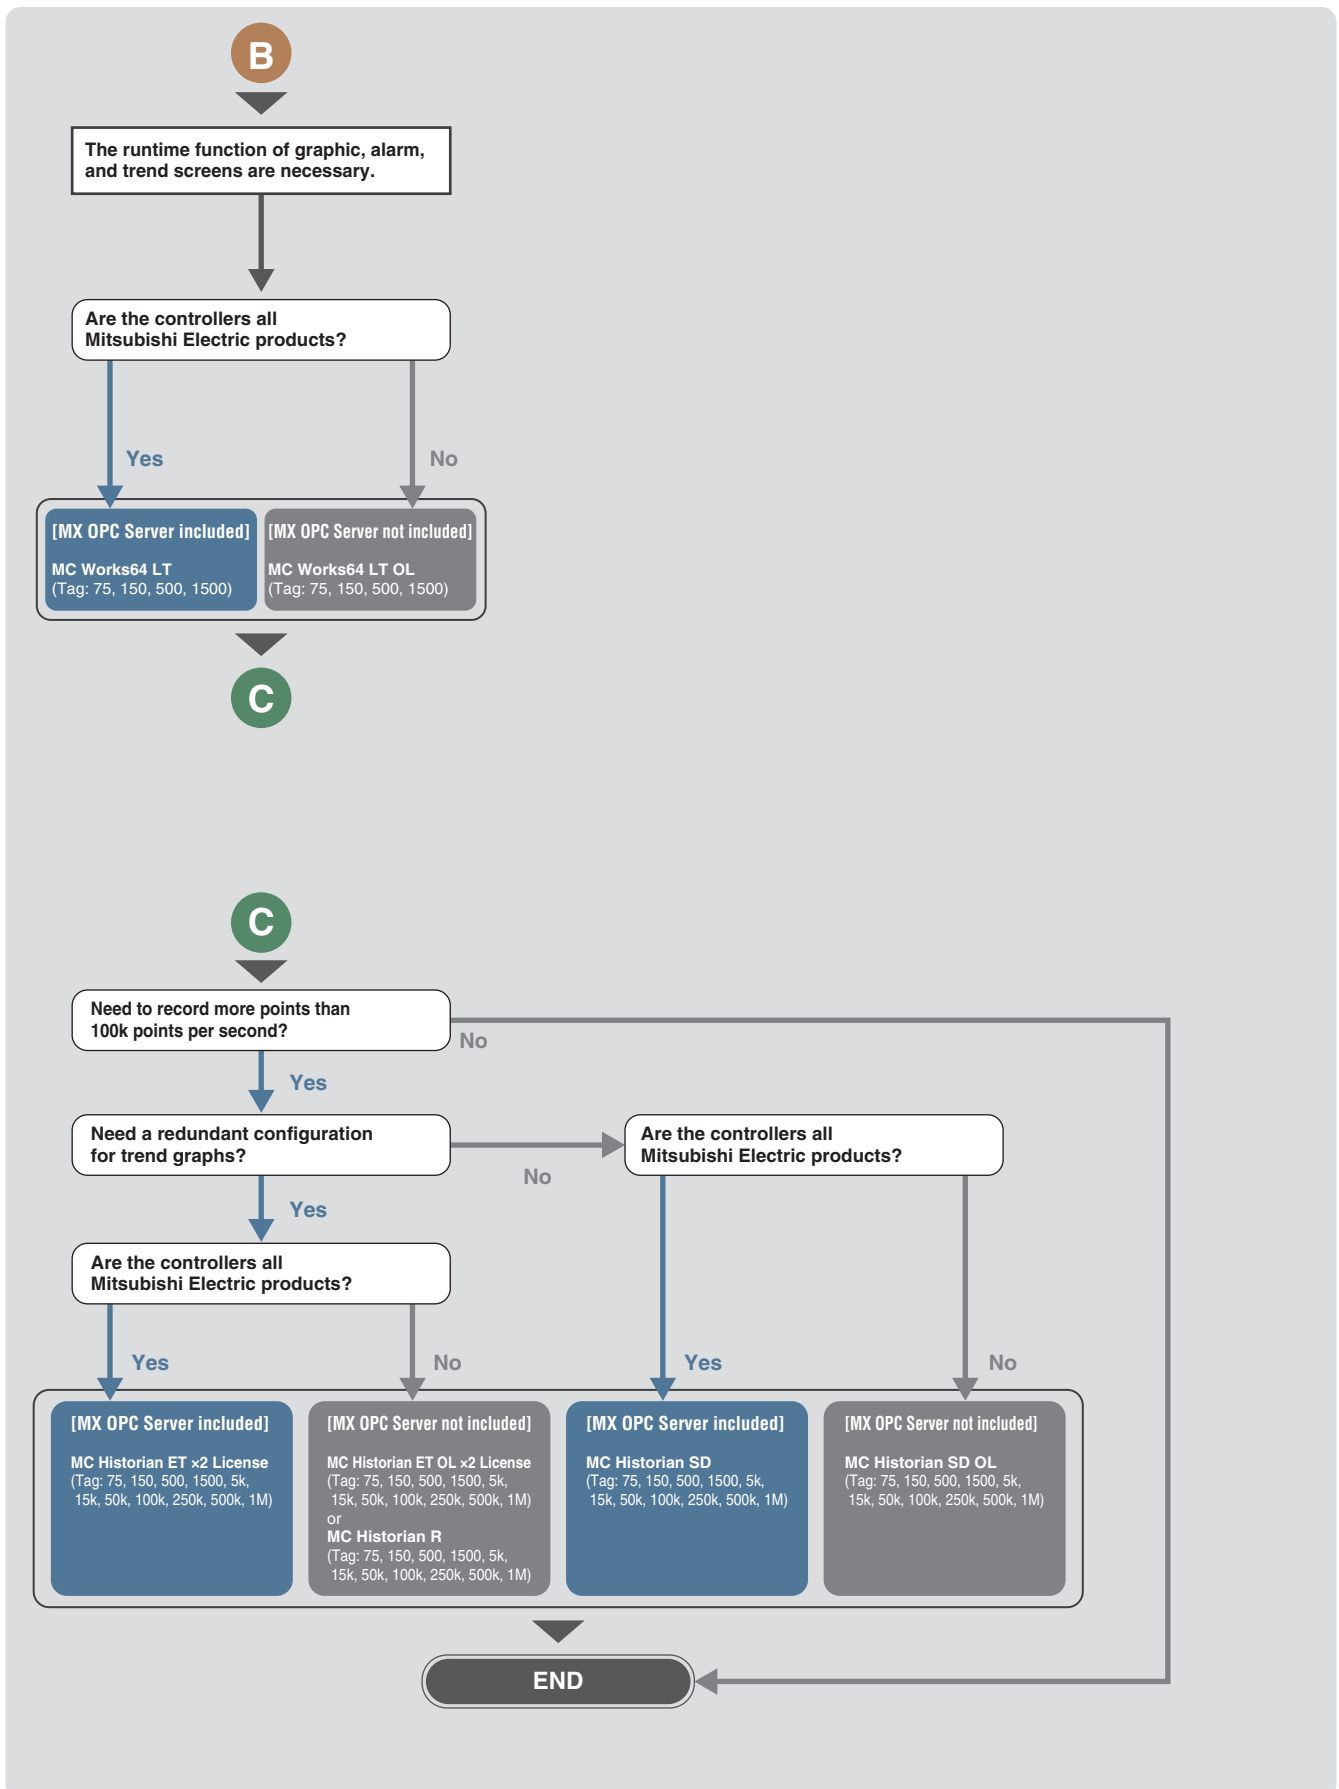 B
The runtime function of graphic, alarm,
and trend screens are necessary.
Are the controllers all
Mitsubishi Electric products?
Yes
No
[MX OPC Server included]
MC Works64 LT
(Tag: 75, 150, 500, 1500)
[MX OPC Server not included]
MC Works64 LT OL
(Tag: 75, 150, 500, 1500)
C
C
Need to record more points than
100k points per second?
No
Yes
Need a redundant configuration
for trend graphs?
No
Are the controllers all
Mitsubishi Electric products?
Yes
Are the controllers all
Mitsubishi Electric products?
Yes
No
Yes
No
[MX OPC Server included]
MC Historian ET ×2 License
(Tag: 75, 150, 500, 1500, 5k,
15k, 50k, 100k, 250k, 500k, 1M)
[MX OPC Server not included]
MC Historian ET OL ×2 License
(Tag: 75, 150, 500, 1500, 5k,
15k, 50k, 100k, 250k, 500k, 1M)
or
MC Historian R
(Tag: 75, 150, 500, 1500, 5k,
15k, 50k, 100k, 250k, 500k, 1M)
[MX OPC Server included]
MC Historian SD
(Tag: 75, 150, 500, 1500, 5k,
15k, 50k, 100k, 250k, 500k, 1M)
[MX OPC Server not included]
MC Historian SD OL
(Tag: 75, 150, 500, 1500, 5k,
15k, 50k, 100k, 250k, 500k, 1M)
END